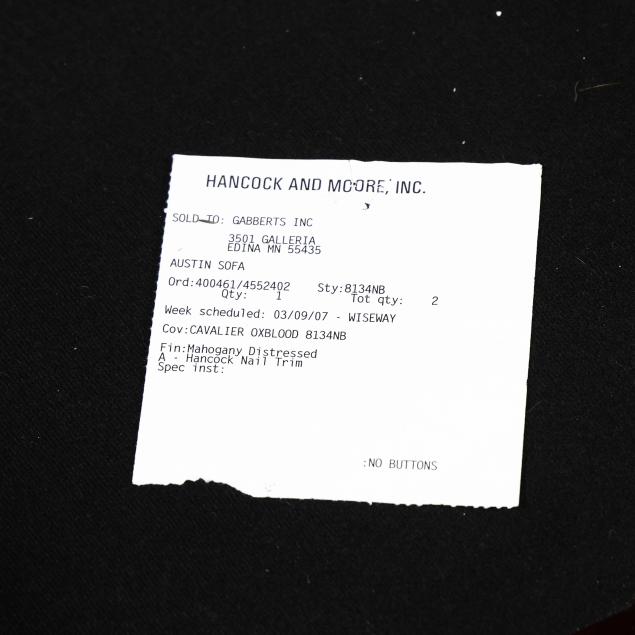 HANCOCK AND MOORE, INC.
SOLD TO: GABBERTS INC
3501 GALLERIA
EDINA MN 55435
AUSTIN SOFA
Ord:400461/4552402 Sty:8134NB
Qty: 1 Tot qty: 2
Week scheduled: 03/09/07 - WISEWAY
Cov:CAVALIER OXBLOOD 8134NB
Fin:Mahogany Distressed
A - Hancock Nail Trim
Spec inst:
:NO BUTTONS